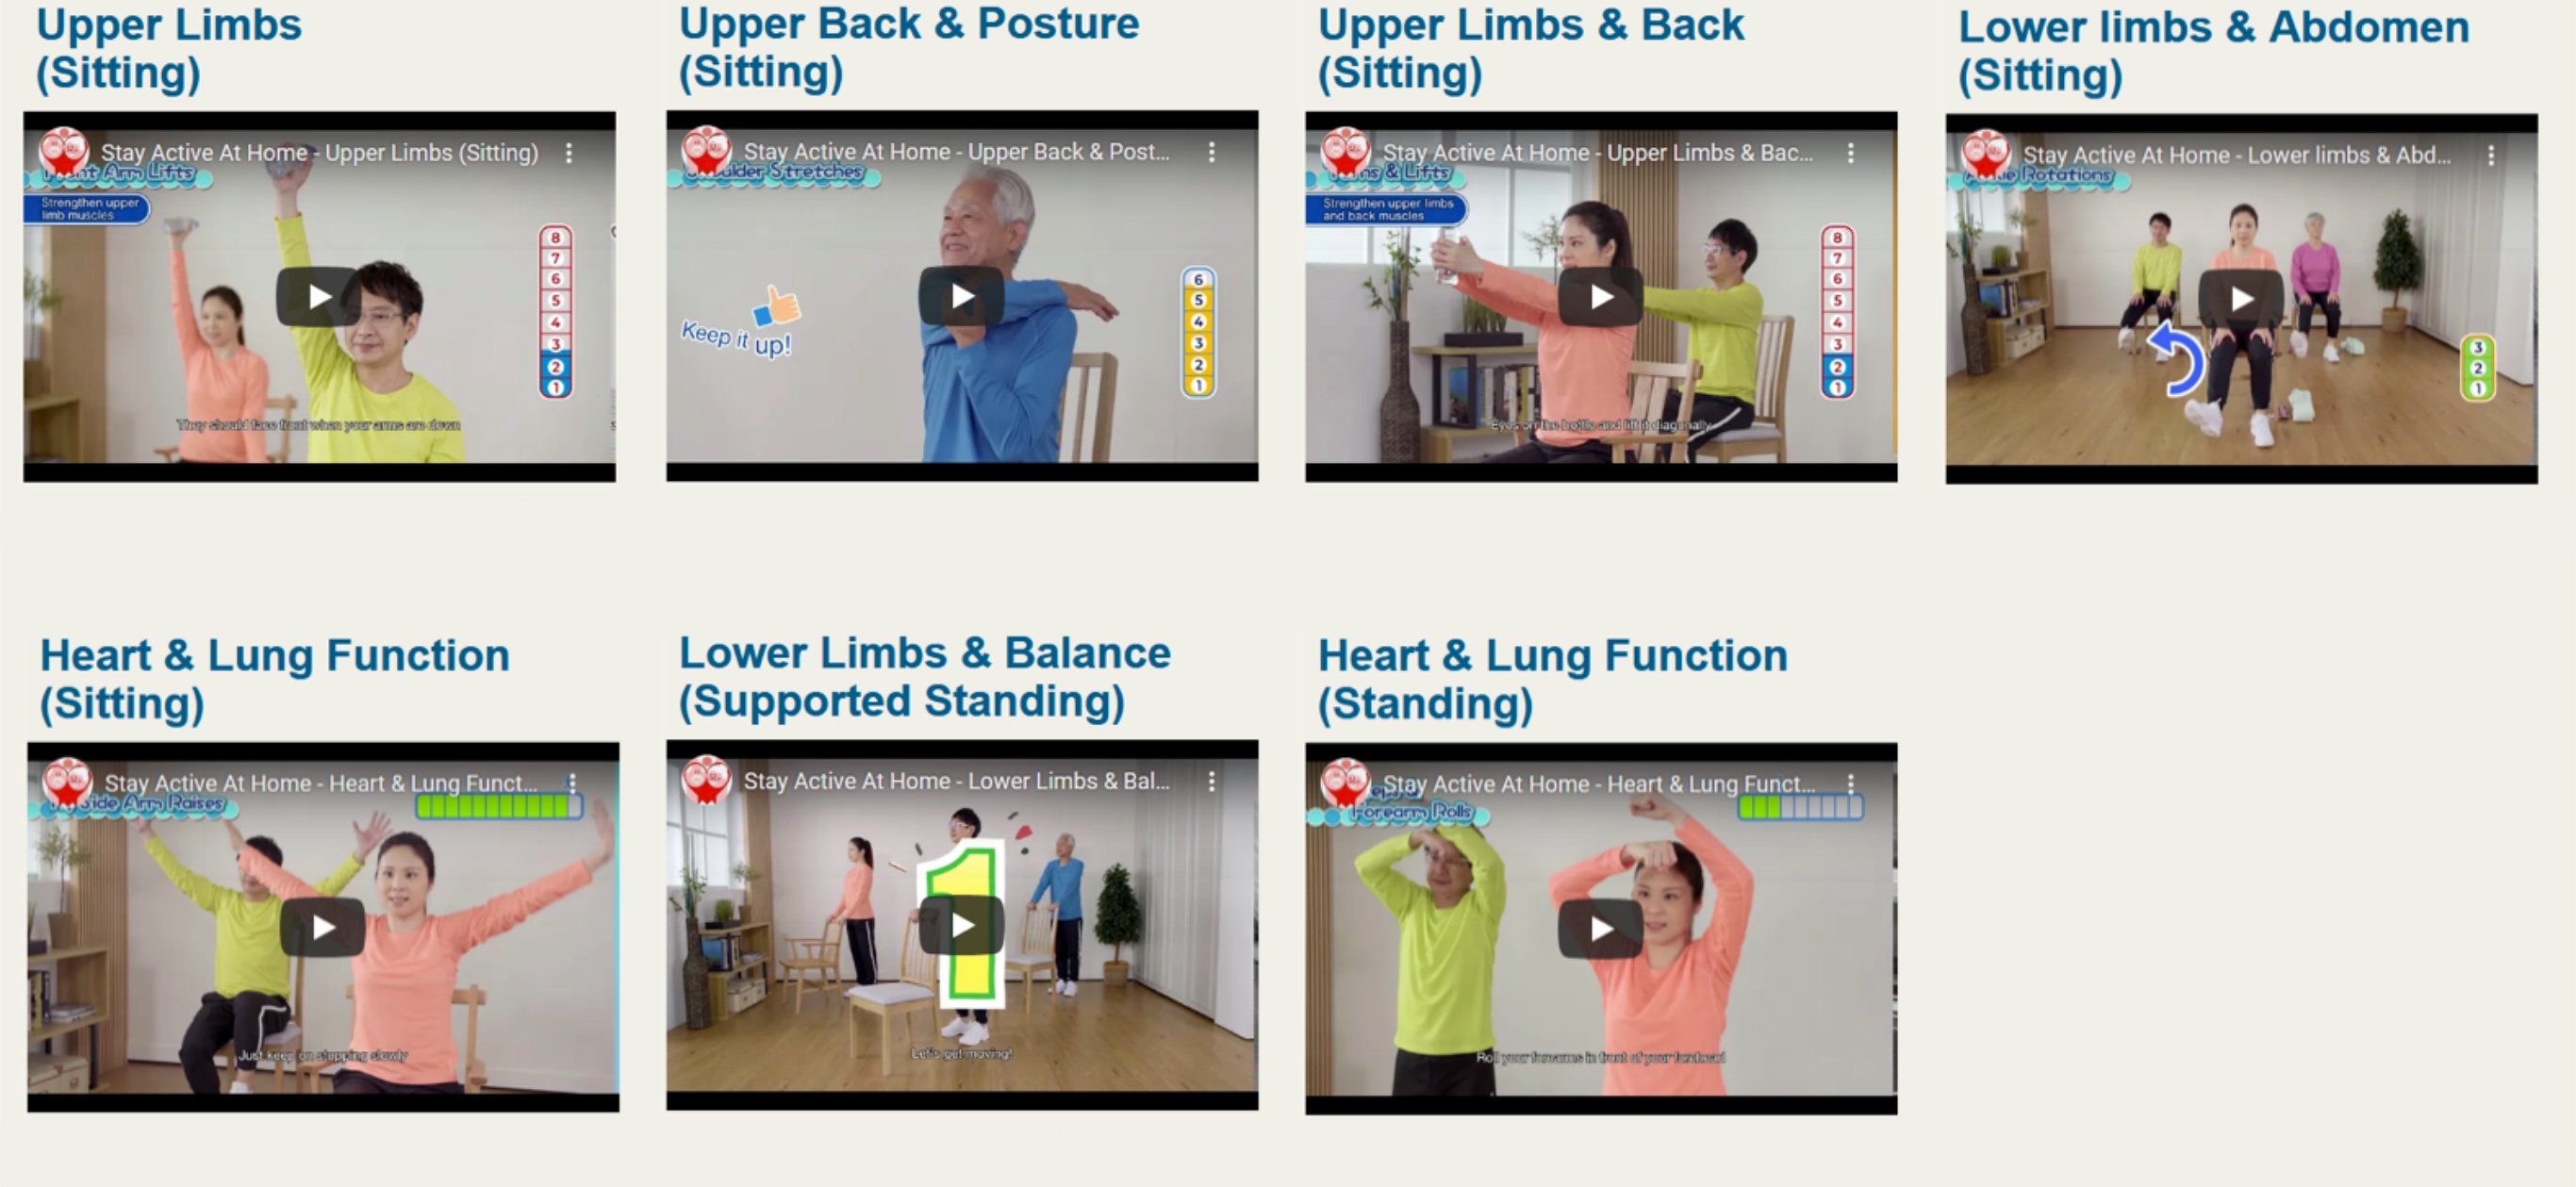 Upper Limbs
(Sitting)
Stay Active At Home - Upper Limbs (Sitting)
Arm Lifts
Strengthen upper
limb muscles
8
7
6
5
4
3
2
1
They should face front when your arms are down
Upper Back & Posture
(Sitting)
Stay Active At Home - Upper Back & Post...
Stretches
Keep it up!
6
5
4
3
2
1
Upper Limbs & Back
(Sitting)
Stay Active At Home - Upper Limbs & Bac...
& Lifts
Strengthen upper limbs
and back muscles
8
7
6
5
4
3
2
1
Eyes on the bottle and lift it diagonally
Lower limbs & Abdomen
(Sitting)
Stay Active At Home - Lower limbs & Abd...
Rotations
3
2
1
Heart & Lung Function
(Sitting)
Stay Active At Home - Heart & Lung Funct...
Side Arm Raises
Just keep on stepping slowly
Lower Limbs & Balance
(Supported Standing)
Stay Active At Home - Lower Limbs & Bal...
1
Let's get moving!
Heart & Lung Function
(Standing)
Stay Active At Home - Heart & Lung Funct...
Forearm Rolls
Roll your forearms in front of your forehead